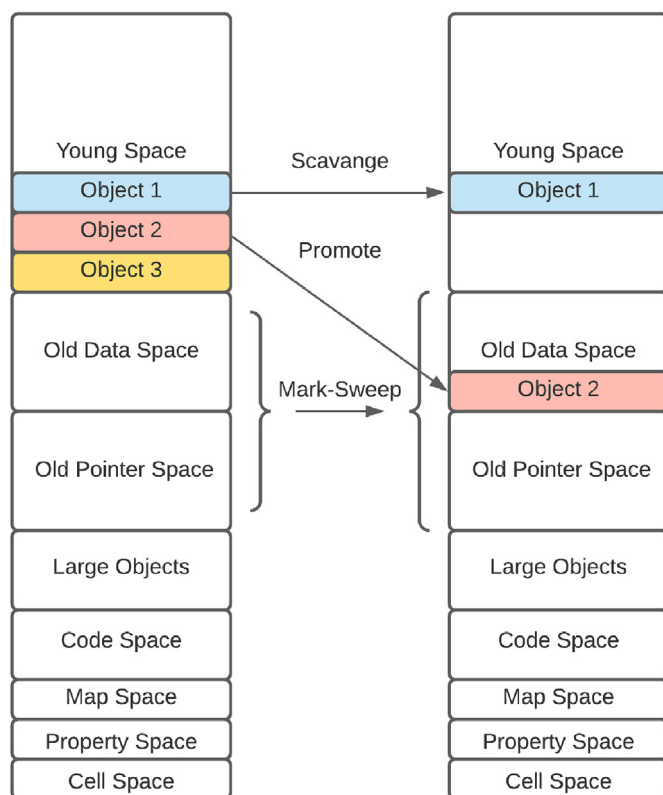 Young Space
Object 1
Object 2
Object 3
Old Data Space
Old Pointer Space
Large Objects
Code Space
Map Space
Property Space
Cell Space
Scavange
Promote
Mark-Sweep
Young Space
Object 1
Old Data Space
Object 2
Old Pointer Space
Large Objects
Code Space
Map Space
Property Space
Cell Space